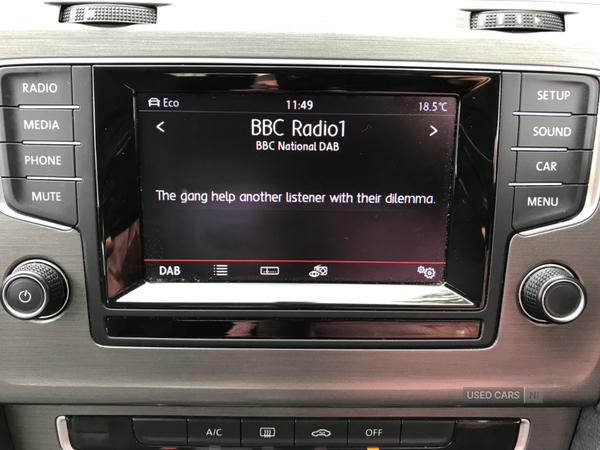 RADIO
MEDIA
PHONE
MUTE
Eco 11:49 18.5°C
< BBC Radio1 >
BBC National DAB
The gang help another listener with their dilemma.
DAB
SETUP
SOUND
CAR
MENU
USED CARS NI
A/C OFF